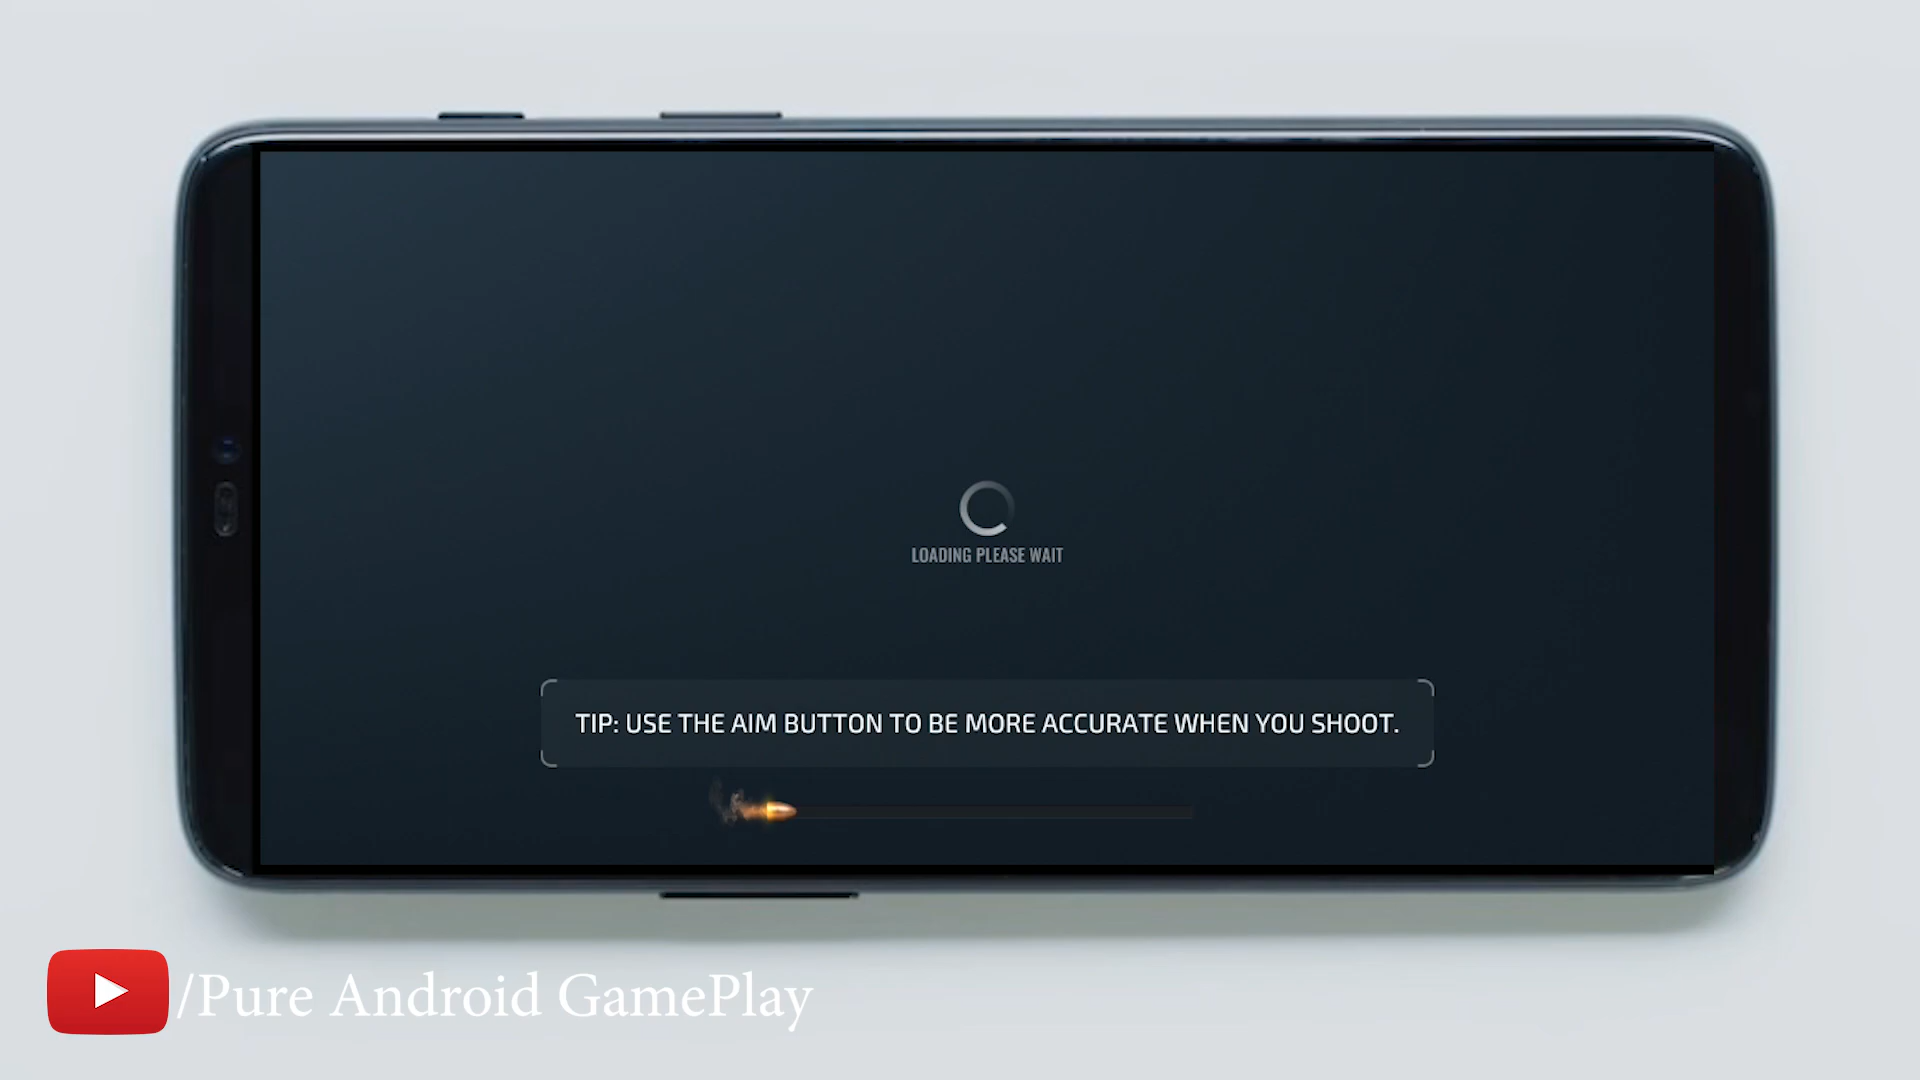 LOADING PLEASE WAIT
TIP: USE THE AIM BUTTON TO BE MORE ACCURATE WHEN YOU SHOOT.
/Pure Android GamePlay